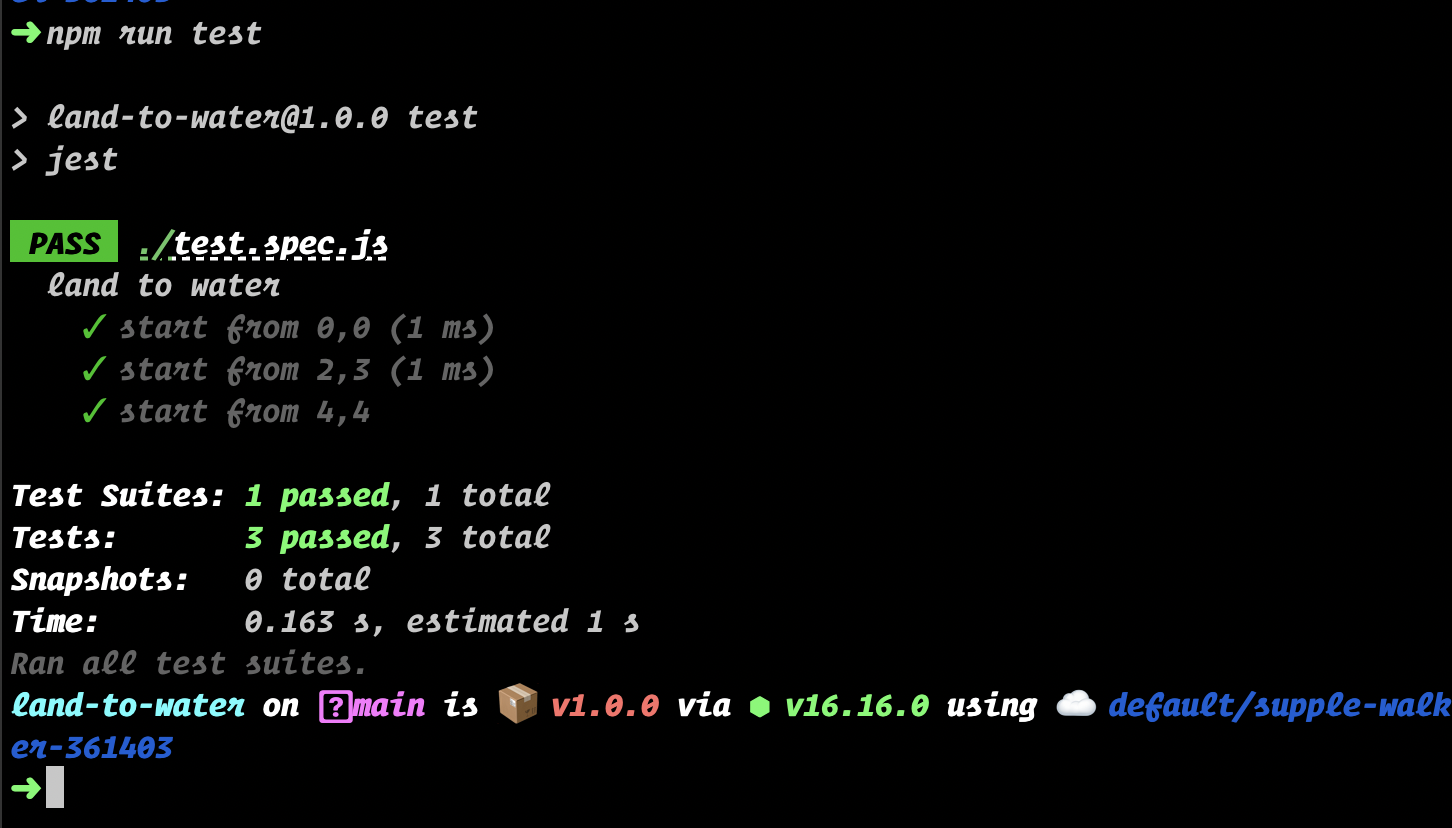 ➜npm run test
> land-to-water@1.0.0 test
> jest
PASS ./test.spec.js
land to water
✓ start from 0,0 (1 ms)
✓ start from 2,3 (1 ms)
✓ start from 4,4
Test Suites: 1 passed, 1 total
Tests: 3 passed, 3 total
Snapshots: 0 total
Time: 0.163 s, estimated 1 s
Ran all test suites.
land-to-water on [?]main is 📦 v1.0.0 via ⬢ v16.16.0 using ☁️ default/supple-walk
er-361403
➜